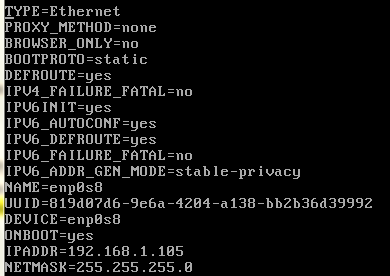 TYPE=Ethernet
PROXY_METHOD=none
BROWSER_ONLY=no
BOOTPROTO=static
DEFROUTE=yes
IPV4_FAILURE_FATAL=no
IPV6INIT=yes
IPV6_AUTOCONF=yes
IPV6_DEFROUTE=yes
IPV6_FAILURE_FATAL=no
IPV6_ADDR_GEN_MODE=stable-privacy
NAME=enp0s8
UUID=819d07d6-9e6a-4204-a138-bb2b36d39992
DEVICE=enp0s8
ONBOOT=yes
IPADDR=192.168.1.105
NETMASK=255.255.255.0